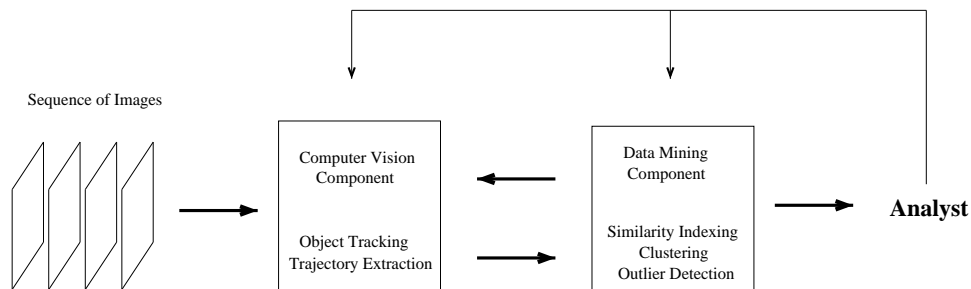 Sequence of Images
Computer Vision
Component
Object Tracking
Trajectory Extraction
Data Mining
Component
Similarity Indexing
Clustering
Outlier Detection
Analyst